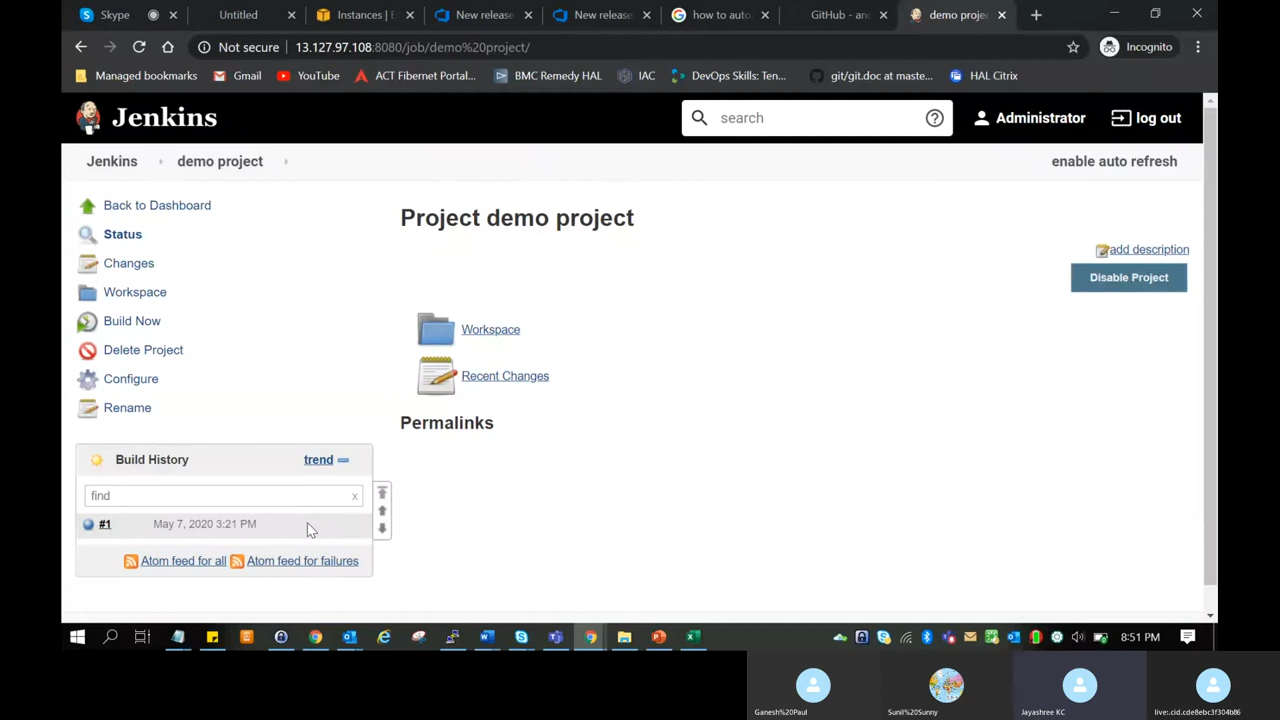 Skype
Untitled
Instances | E
New release
New release
how to auto
GitHub - an
demo projec
Not secure
13.127.97.108:8080/job/demo%20project/
Incognito
Managed bookmarks
Gmail
YouTube
ACT Fibernet Portal...
BMC Remedy HAL
IAC
DevOps Skills: Ten...
git/git.doc at maste...
HAL Citrix
Jenkins
search
Administrator
log out
Jenkins
demo project
enable auto refresh
Back to Dashboard
Status
Changes
Workspace
Build Now
Delete Project
Configure
Rename
Project demo project
add description
Disable Project
Workspace
Recent Changes
Permalinks
Build History
trend
find
x
#1
May 7, 2020 3:21 PM
Atom feed for all
Atom feed for failures
8:51 PM
Ganesh%20Paul
Sunil%20Sunny
Jayashree KC
live:.cid.cde8ebc3f304b86